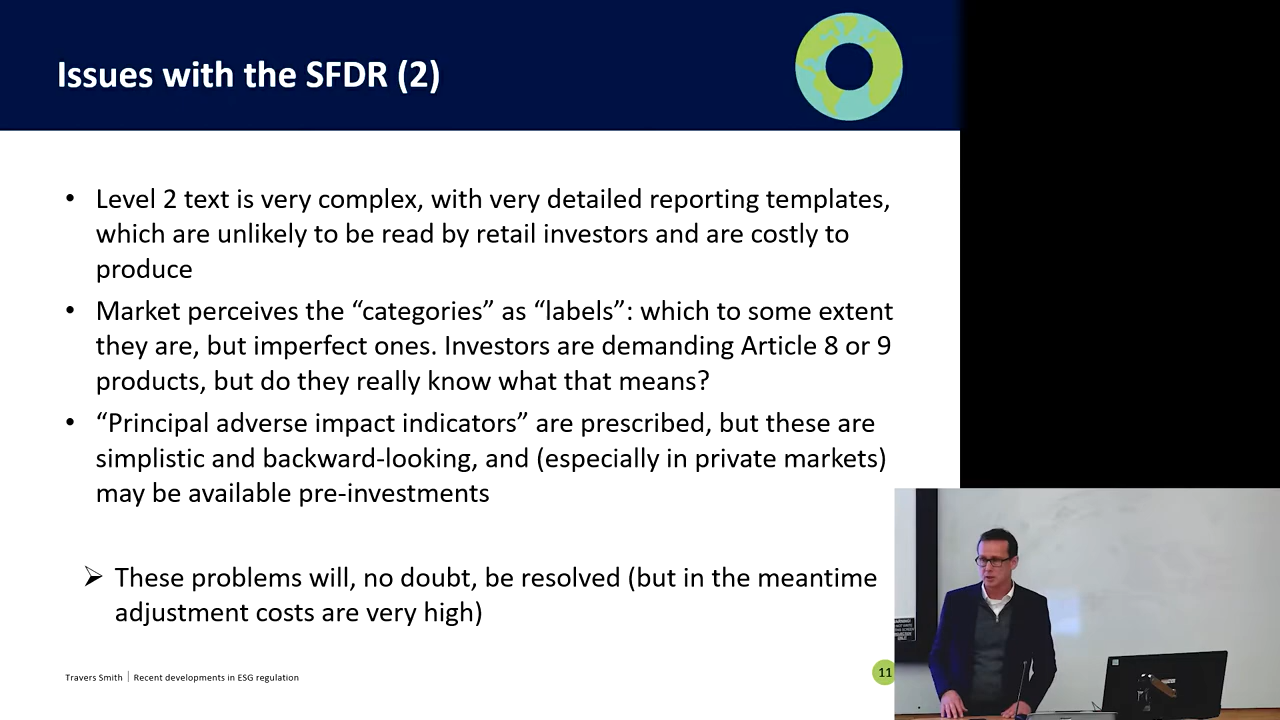 Issues with the SFDR (2)
• Level 2 text is very complex, with very detailed reporting templates,
which are unlikely to be read by retail investors and are costly to
produce
• Market perceives the “categories” as “labels”: which to some extent
they are, but imperfect ones. Investors are demanding Article 8 or 9
products, but do they really know what that means?
• “Principal adverse impact indicators” are prescribed, but these are
simplistic and backward-looking, and (especially in private markets)
may be available pre-investments
➢ These problems will, no doubt, be resolved (but in the meantime
adjustment costs are very high)
Travers Smith | Recent developments in ESG regulation
11